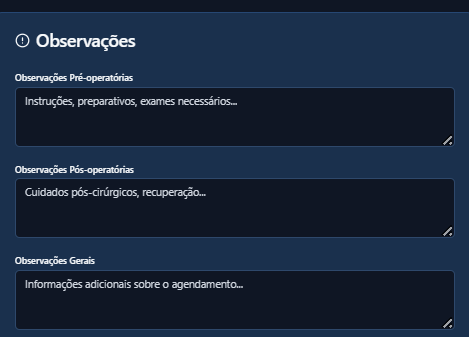 Observações
Observações Pré-operatórias
Instruções, preparativos, exames necessários...
Observações Pós-operatórias
Cuidados pós-cirúrgicos, recuperação...
Observações Gerais
Informações adicionais sobre o agendamento...